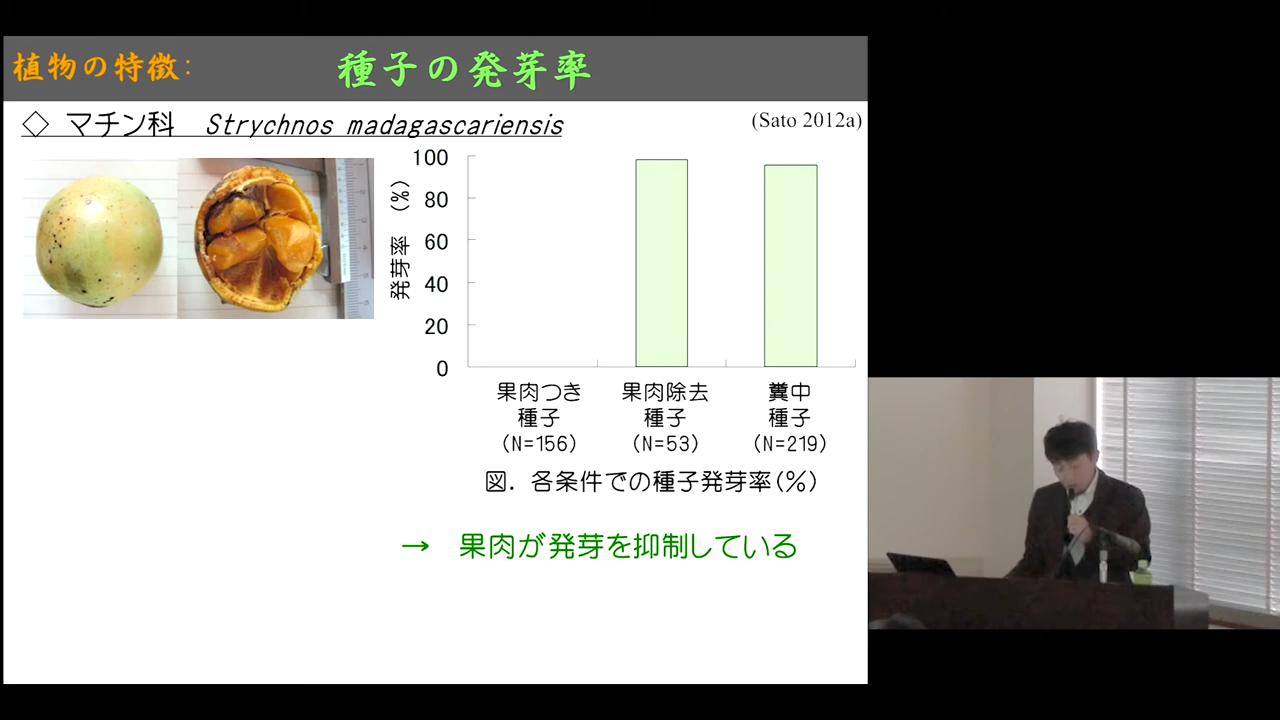 植物の特徴:
種子の発芽率
◇ マチン科 Strychnos madagascariensis
(Sato 2012a)
発芽率 (%)
100
80
60
40
20
0
果肉つき
種子
(N=156)
果肉除去
種子
(N=53)
糞中
種子
(N=219)
図. 各条件での種子発芽率(%)
→ 果肉が発芽を抑制している